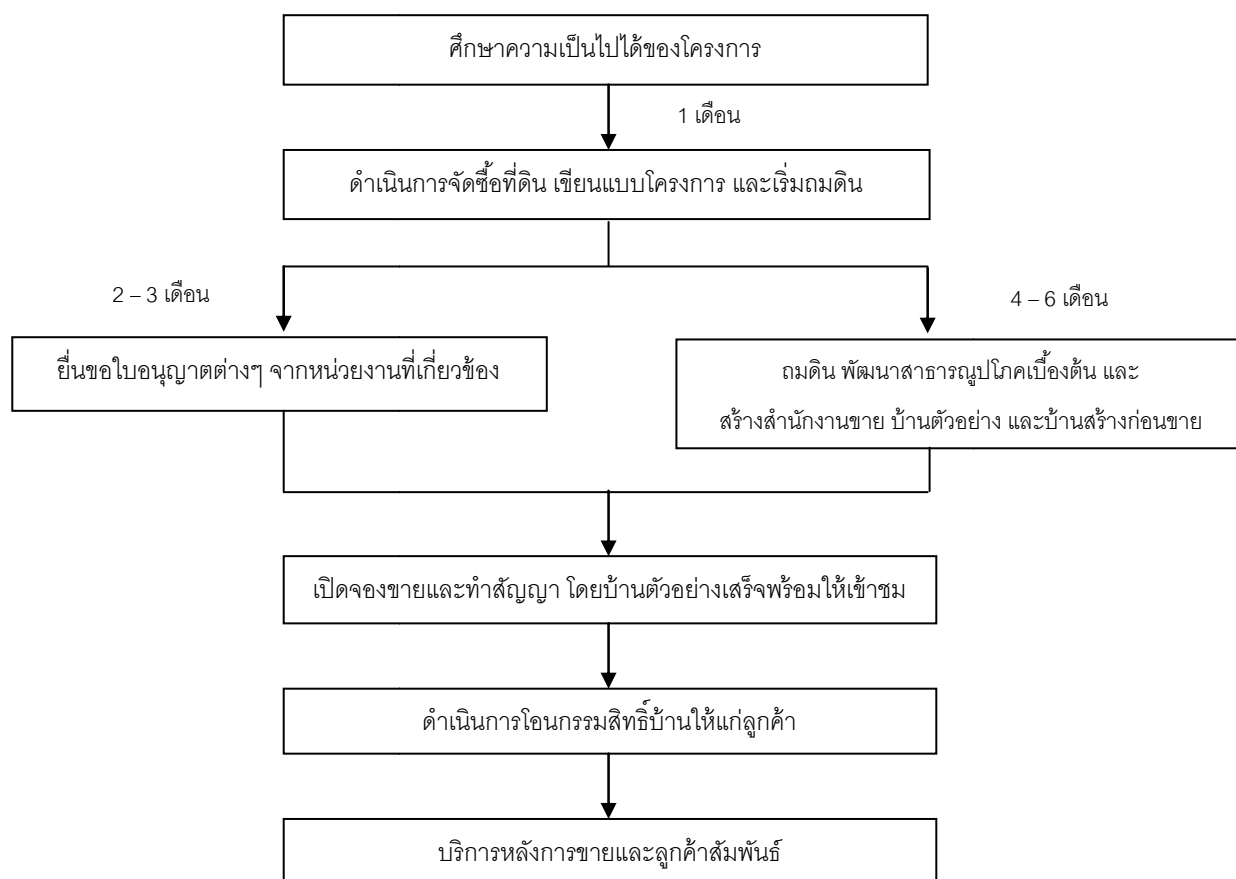 ศึกษาความเป็นไปได้ของโครงการ
1 เดือน
ดำเนินการจัดซื้อที่ดิน เขียนแบบโครงการ และเริ่มถมดิน
2 – 3 เดือน
4 – 6 เดือน
ยื่นขอใบอนุญาตต่างๆ จากหน่วยงานที่เกี่ยวข้อง
ถมดิน พัฒนาสาธารณูปโภคเบื้องต้น และ
สร้างสำนักงานขาย บ้านตัวอย่าง และบ้านสร้างก่อนขาย
เปิดจองขายและทำสัญญา โดยบ้านตัวอย่างเสร็จพร้อมให้เข้าชม
ดำเนินการโอนกรรมสิทธิ์บ้านให้แก่ลูกค้า
บริการหลังการขายและลูกค้าสัมพันธ์